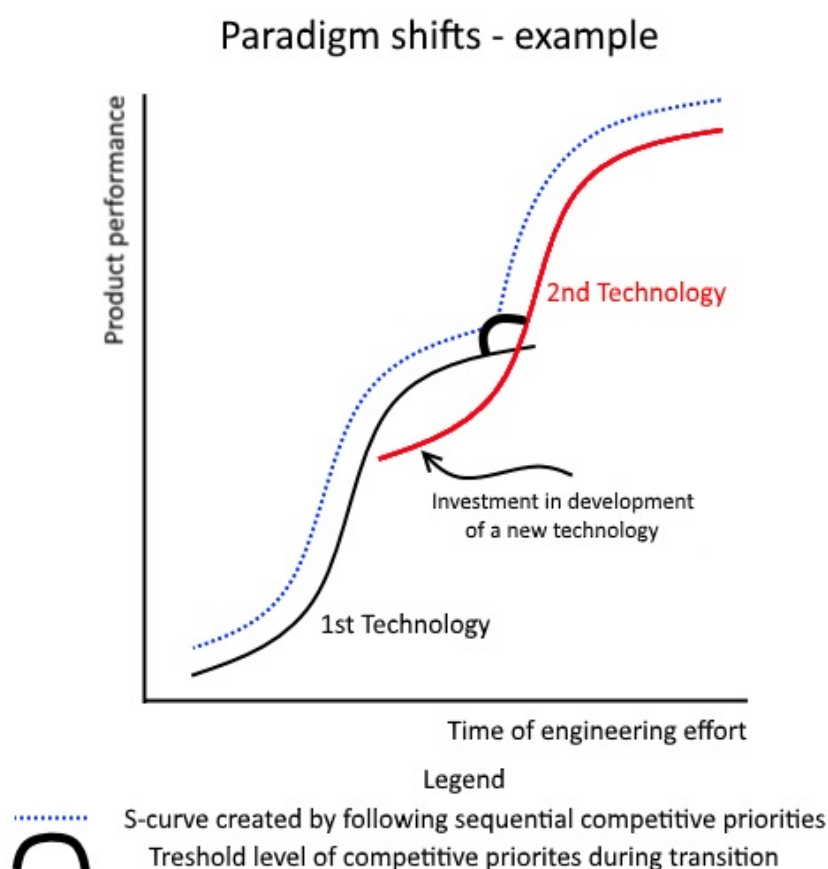 Paradigm shifts - example
Product performance
2nd Technology
Investment in development
of a new technology
1st Technology
Time of engineering effort
Legend
S-curve created by following sequential competitive priorities
Treshold level of competitive priorites during transition